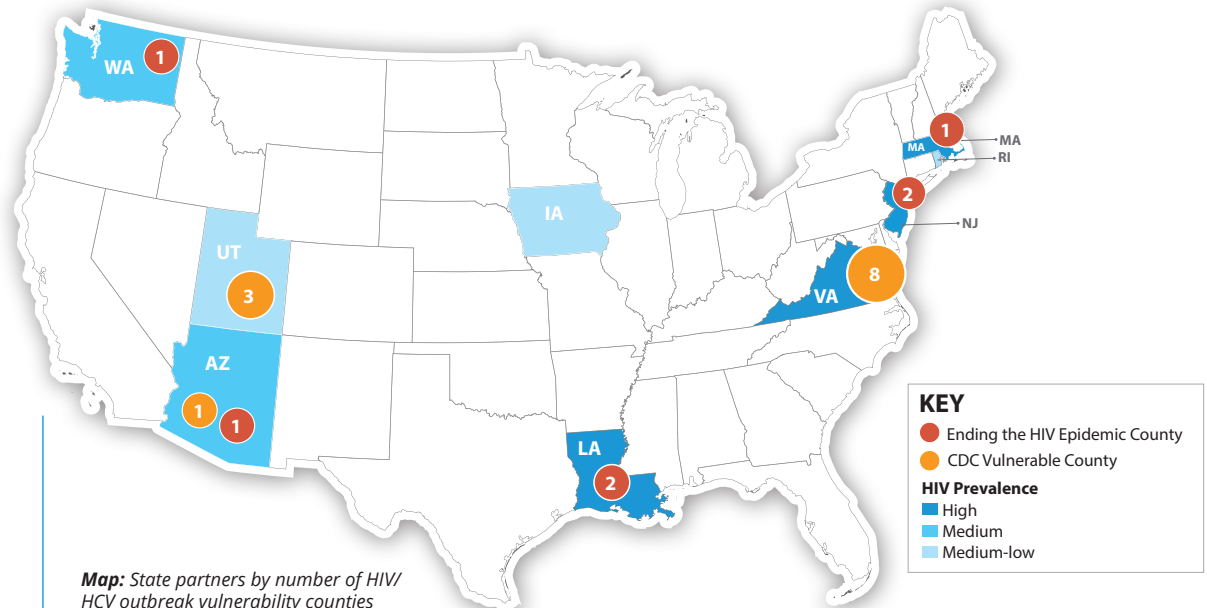 WA
1
1
MA
MA
RI
2
NJ
IA
UT
3
8
VA
AZ
1
1
LA
2
KEY
Ending the HIV Epidemic County
CDC Vulnerable County
HIV Prevalence
High
Medium
Medium-low
Map: State partners by number of HIV/
HCV outbreak vulnerability counties